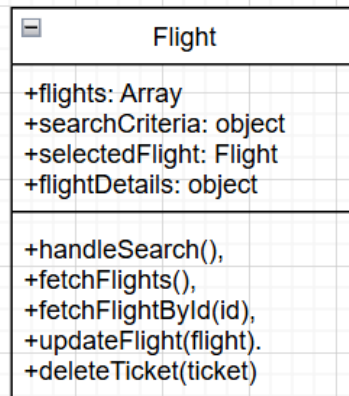 Flight
+flights: Array
+searchCriteria: object
+selectedFlight: Flight
+flightDetails: object
+handleSearch(),
+fetchFlights(),
+fetchFlightById(id),
+updateFlight(flight).
+deleteTicket(ticket)